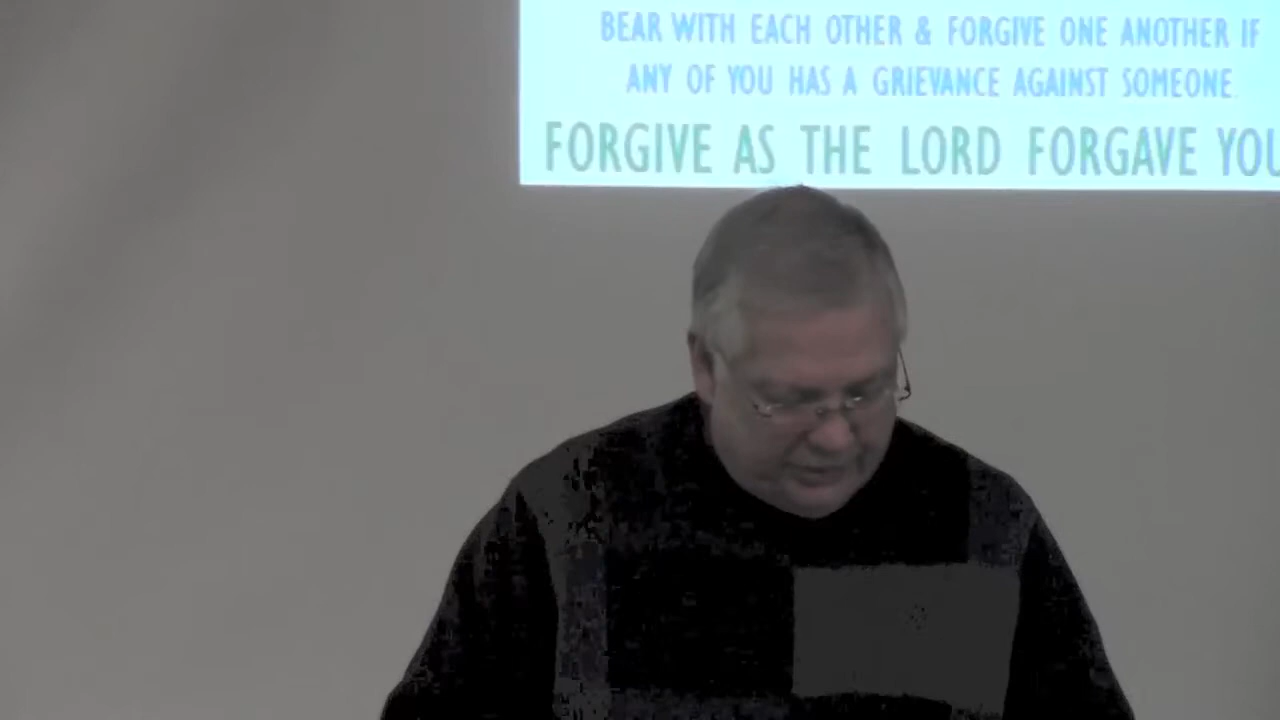 BEAR WITH EACH OTHER & FORGIVE ONE ANOTHER IF
ANY OF YOU HAS A GRIEVANCE AGAINST SOMEONE.
FORGIVE AS THE LORD FORGAVE YOU